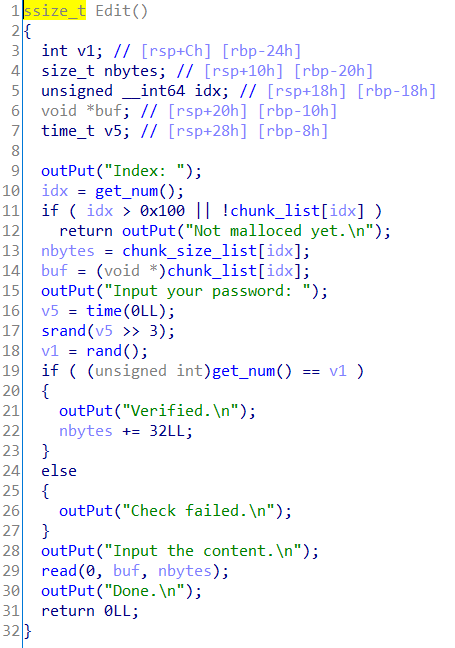 1 ssize_t Edit()
2 {
3 int v1; // [rsp+Ch] [rbp-24h]
4 size_t nbytes; // [rsp+10h] [rbp-20h]
5 unsigned __int64 idx; // [rsp+18h] [rbp-18h]
6 void *buf; // [rsp+20h] [rbp-10h]
7 time_t v5; // [rsp+28h] [rbp-8h]
8
9 outPut("Index: ");
10 idx = get_num();
11 if ( idx > 0x100 || !chunk_list[idx] )
12 return outPut("Not malloced yet.\n");
13 nbytes = chunk_size_list[idx];
14 buf = (void *)chunk_list[idx];
15 outPut("Input your password: ");
16 v5 = time(0LL);
17 srand(v5 >> 3);
18 v1 = rand();
19 if ( (unsigned int)get_num() == v1 )
20 {
21 outPut("Verified.\n");
22 nbytes += 32LL;
23 }
24 else
25 {
26 outPut("Check failed.\n");
27 }
28 outPut("Input the content.\n");
29 read(0, buf, nbytes);
30 outPut("Done.\n");
31 return 0LL;
32 }